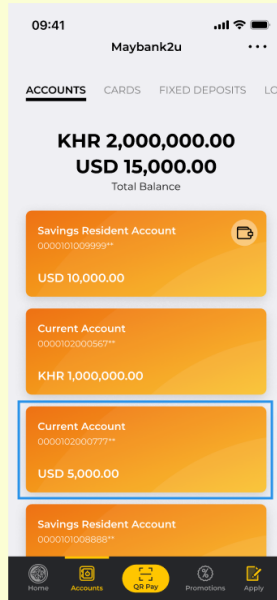 09:41
Maybank2u
ACCOUNTS CARDS FIXED DEPOSITS LO
KHR 2,000,000.00
USD 15,000.00
Total Balance
Savings Resident Account
0000101009999**
USD 10,000.00
Current Account
0000102000567**
KHR 1,000,000.00
Current Account
0000102000777**
USD 5,000.00
Savings Resident Account
0000101008888**
Home Accounts QR Pay Promotions Apply